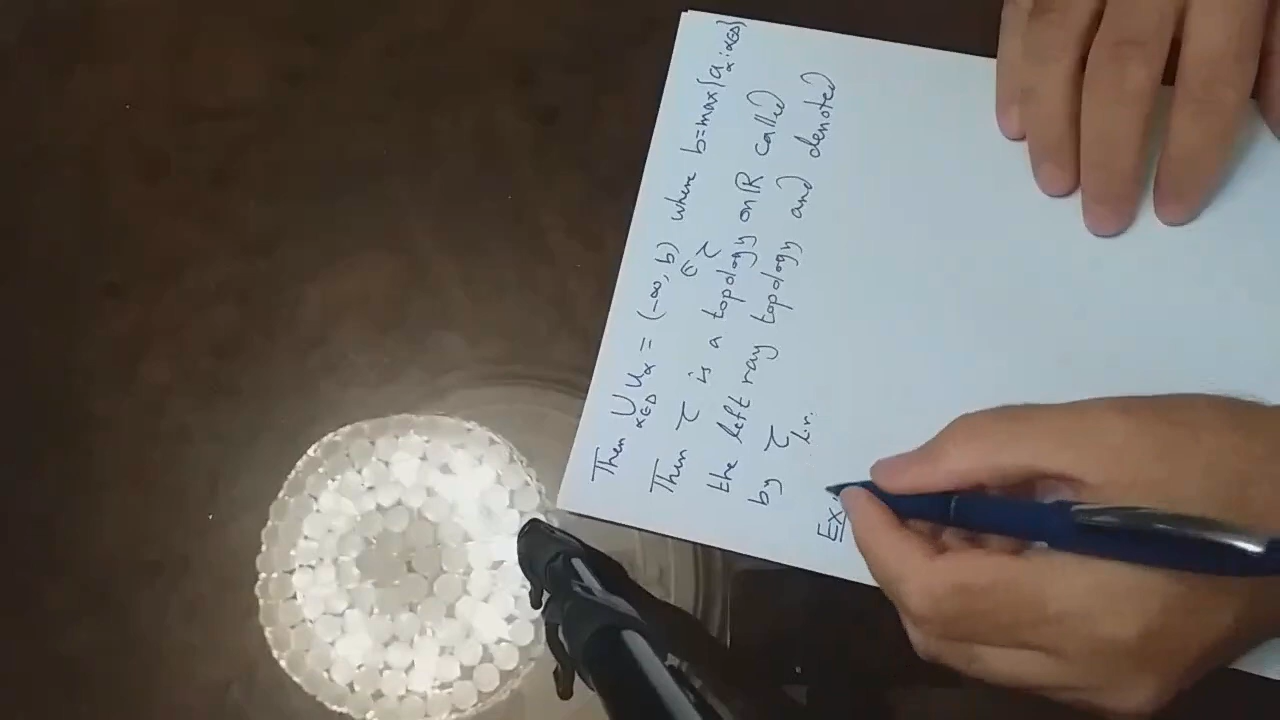 Then ⋃_{α∈Δ} U_α = (-∞, b) where b=max{a_α : α∈Δ}
∈ τ
Then τ is a topology on ℝ called
the left ray topology and denoted
by τ_{l.r.}
Ex: